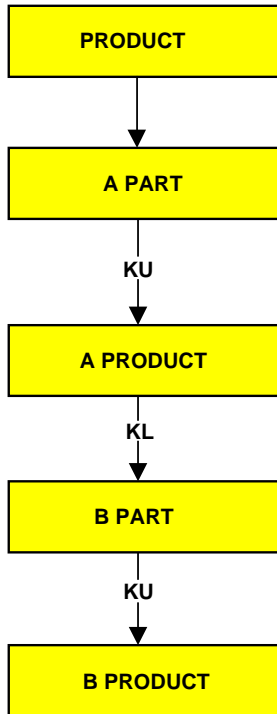 PRODUCT
A PART
KU
A PRODUCT
KL
B PART
KU
B PRODUCT